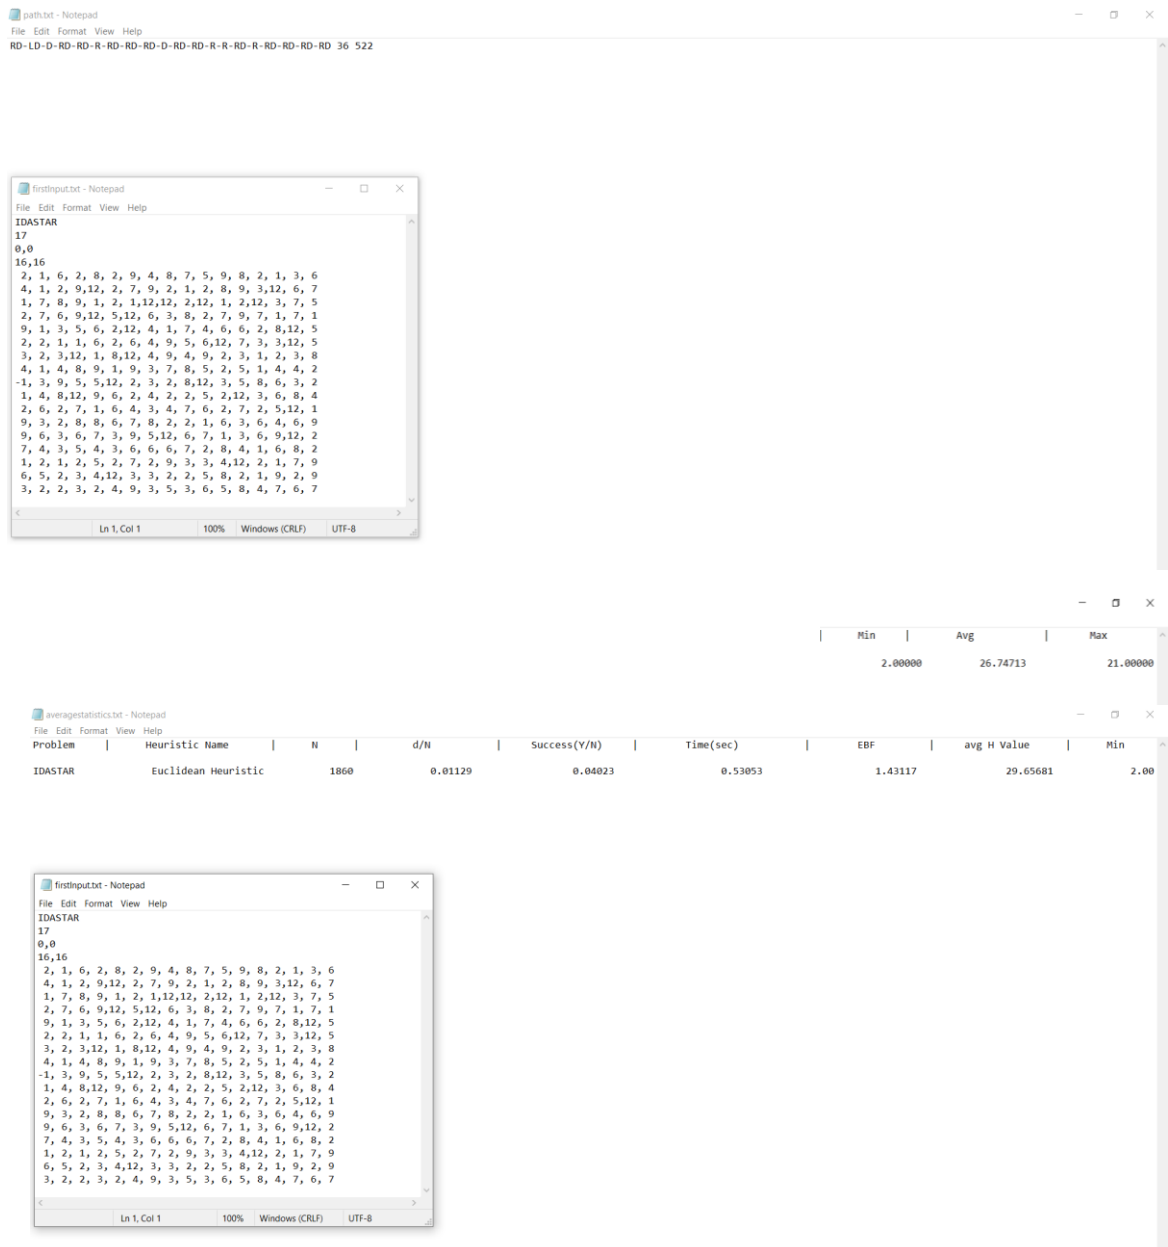 path.txt - Notepad
File Edit Format View Help
RD-LD-D-RD-RD-R-RD-RD-RD-D-RD-RD-R-R-RD-R-RD-RD-RD-RD 36 522
firstInput.txt - Notepad
File Edit Format View Help
IDASTAR
17
0,0
16,16
2, 1, 6, 2, 8, 2, 9, 4, 8, 7, 5, 9, 8, 2, 1, 3, 6
4, 1, 2, 9,12, 2, 7, 9, 2, 1, 2, 8, 9, 3,12, 6, 7
1, 7, 8, 9, 1, 2, 1,12,12, 2,12, 1, 2,12, 3, 7, 5
2, 7, 6, 9,12, 5,12, 6, 3, 8, 2, 7, 9, 7, 1, 7, 1
9, 1, 3, 5, 6, 2,12, 4, 1, 7, 4, 6, 6, 2, 8,12, 5
2, 2, 1, 1, 6, 2, 6, 4, 9, 5, 6,12, 7, 3, 3,12, 5
3, 2, 3,12, 1, 8,12, 4, 9, 4, 9, 2, 3, 1, 2, 3, 8
4, 1, 4, 8, 9, 1, 9, 3, 7, 8, 5, 2, 5, 1, 4, 4, 2
-1, 3, 9, 5, 5,12, 2, 3, 2, 8,12, 3, 5, 8, 6, 3, 2
1, 4, 8,12, 9, 6, 2, 4, 2, 2, 5, 2,12, 3, 6, 8, 4
2, 6, 2, 7, 1, 6, 4, 3, 4, 7, 6, 2, 7, 2, 5,12, 1
9, 3, 2, 8, 8, 6, 7, 8, 2, 2, 1, 6, 3, 6, 4, 6, 9
9, 6, 3, 6, 7, 3, 9, 5,12, 6, 7, 1, 3, 6, 9,12, 2
7, 4, 3, 5, 4, 3, 6, 6, 6, 7, 2, 8, 4, 1, 6, 8, 2
1, 2, 1, 2, 5, 2, 7, 2, 9, 3, 3, 4,12, 2, 1, 7, 9
6, 5, 2, 3, 4,12, 3, 3, 2, 2, 5, 8, 2, 1, 9, 2, 9
3, 2, 2, 3, 2, 4, 9, 3, 5, 3, 6, 5, 8, 4, 7, 6, 7
Ln 1, Col 1 100% Windows (CRLF) UTF-8
| Min | Avg | Max
2.00000 26.74713 21.00000
averagestatistics.txt - Notepad
File Edit Format View Help
Problem | Heuristic Name | N | d/N | Success(Y/N) | Time(sec) | EBF | avg H Value | Min
IDASTAR Euclidean Heuristic 1860 0.01129 0.04023 0.53053 1.43117 29.65681 2.00
firstInput.txt - Notepad
File Edit Format View Help
IDASTAR
17
0,0
16,16
2, 1, 6, 2, 8, 2, 9, 4, 8, 7, 5, 9, 8, 2, 1, 3, 6
4, 1, 2, 9,12, 2, 7, 9, 2, 1, 2, 8, 9, 3,12, 6, 7
1, 7, 8, 9, 1, 2, 1,12,12, 2,12, 1, 2,12, 3, 7, 5
2, 7, 6, 9,12, 5,12, 6, 3, 8, 2, 7, 9, 7, 1, 7, 1
9, 1, 3, 5, 6, 2,12, 4, 1, 7, 4, 6, 6, 2, 8,12, 5
2, 2, 1, 1, 6, 2, 6, 4, 9, 5, 6,12, 7, 3, 3,12, 5
3, 2, 3,12, 1, 8,12, 4, 9, 4, 9, 2, 3, 1, 2, 3, 8
4, 1, 4, 8, 9, 1, 9, 3, 7, 8, 5, 2, 5, 1, 4, 4, 2
-1, 3, 9, 5, 5,12, 2, 3, 2, 8,12, 3, 5, 8, 6, 3, 2
1, 4, 8,12, 9, 6, 2, 4, 2, 2, 5, 2,12, 3, 6, 8, 4
2, 6, 2, 7, 1, 6, 4, 3, 4, 7, 6, 2, 7, 2, 5,12, 1
9, 3, 2, 8, 8, 6, 7, 8, 2, 2, 1, 6, 3, 6, 4, 6, 9
9, 6, 3, 6, 7, 3, 9, 5,12, 6, 7, 1, 3, 6, 9,12, 2
7, 4, 3, 5, 4, 3, 6, 6, 6, 7, 2, 8, 4, 1, 6, 8, 2
1, 2, 1, 2, 5, 2, 7, 2, 9, 3, 3, 4,12, 2, 1, 7, 9
6, 5, 2, 3, 4,12, 3, 3, 2, 2, 5, 8, 2, 1, 9, 2, 9
3, 2, 2, 3, 2, 4, 9, 3, 5, 3, 6, 5, 8, 4, 7, 6, 7
Ln 1, Col 1 100% Windows (CRLF) UTF-8